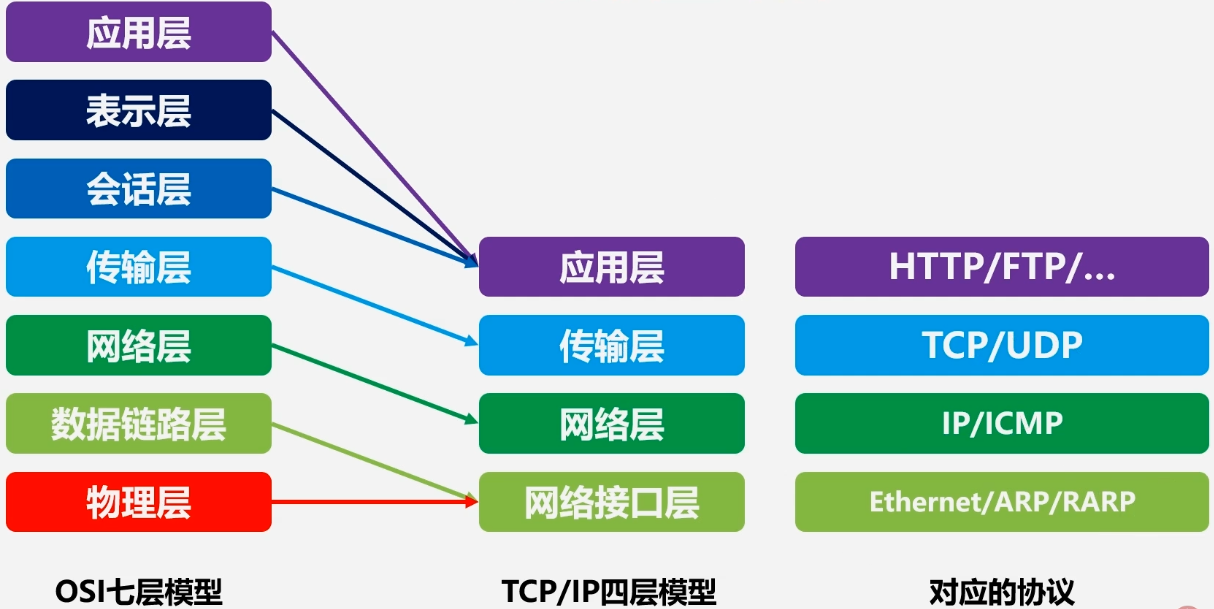 应用层
表示层
会话层
传输层
网络层
数据链路层
物理层
OSI七层模型
应用层
传输层
网络层
网络接口层
TCP/IP四层模型
HTTP/FTP/...
TCP/UDP
IP/ICMP
Ethernet/ARP/RARP
对应的协议